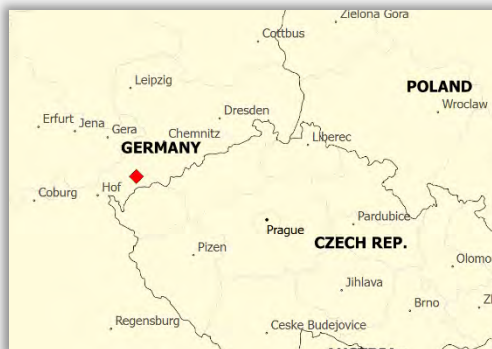 Zielona Gora
Cottbus
Leipzig
POLAND
Wroclaw
Dresden
Erfurt
Jena
Gera
Chemnitz
Liberec
GERMANY
Coburg
Hof
Pardubice
Prague
CZECH REP.
Pizen
Olomo
Jihlava
Brno
Regensburg
Ceske Budejovice